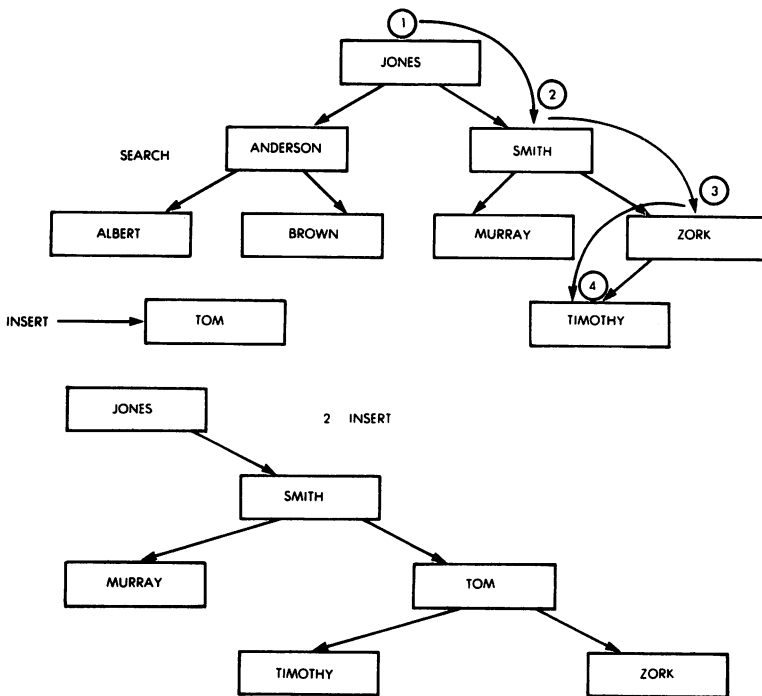 1
JONES
2
SEARCH
ANDERSON
SMITH
3
ALBERT
BROWN
MURRAY
ZORK
4
INSERT
TOM
TIMOTHY
JONES
2 INSERT
SMITH
MURRAY
TOM
TIMOTHY
ZORK